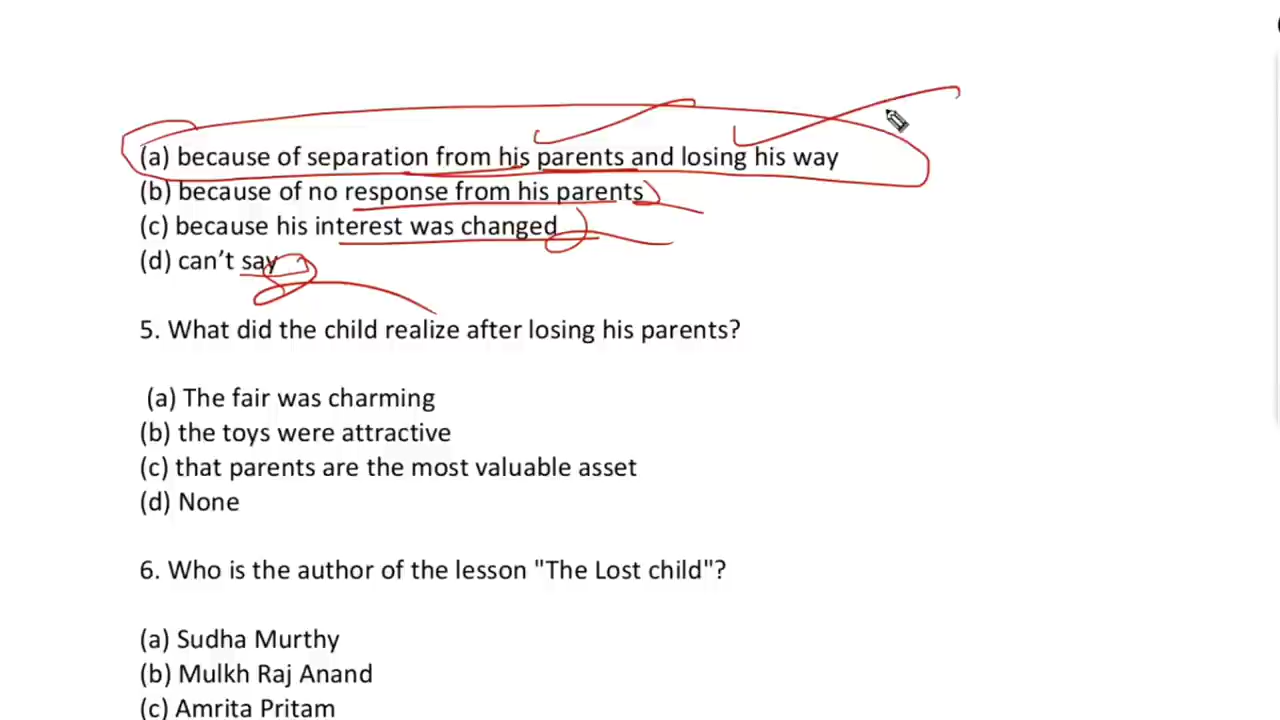 (a) because of separation from his parents and losing his way
(b) because of no response from his parents
(c) because his interest was changed
(d) can’t say
5. What did the child realize after losing his parents?
(a) The fair was charming
(b) the toys were attractive
(c) that parents are the most valuable asset
(d) None
6. Who is the author of the lesson "The Lost child"?
(a) Sudha Murthy
(b) Mulkh Raj Anand
(c) Amrita Pritam